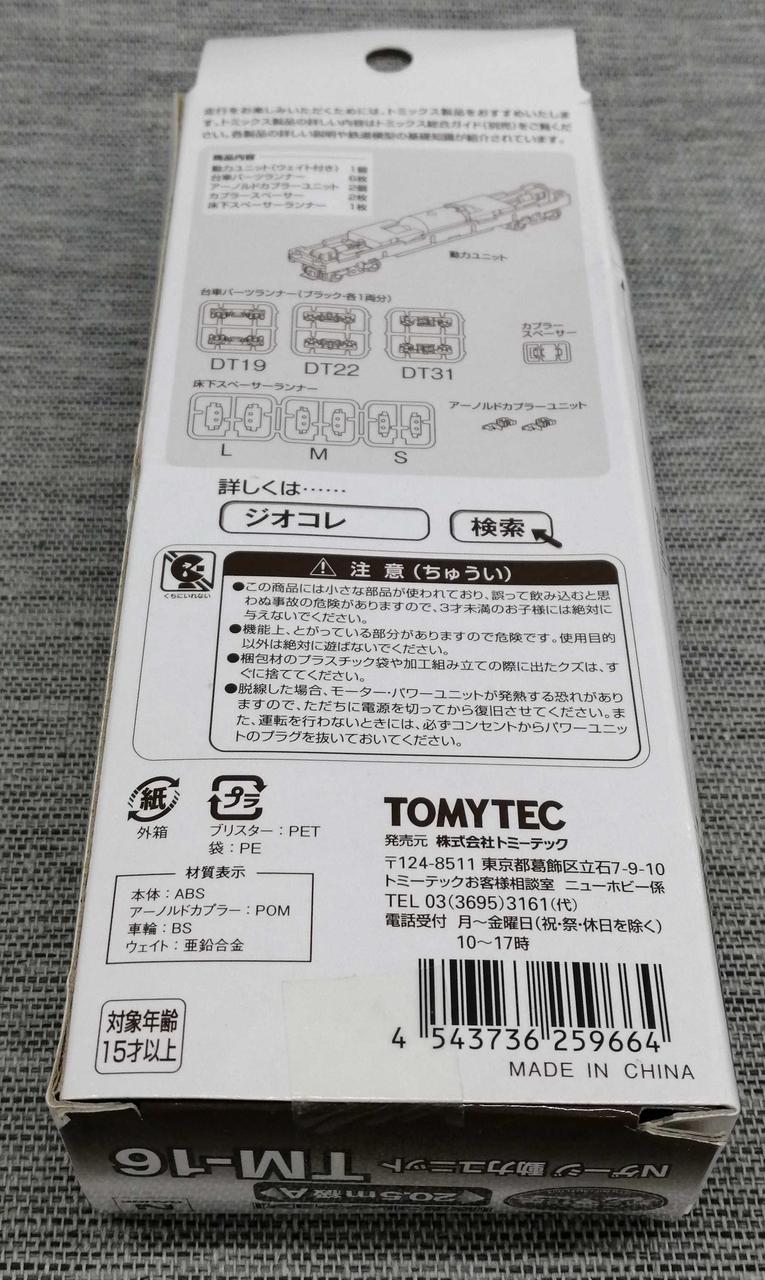 走行をお楽しみいただくためには、トミックス製品をおすすめいたしま
す。トミックス製品の詳しい内容はトミックス総合ガイド(別売)をご覧くだ
さい。各製品の詳しい説明や鉄道模型の基礎知識が紹介されています。
商品内容
動力ユニット(ウェイト付き) 1個
台車パーツランナー 6枚
アーノルドカプラーユニット 2個
カプラースペーサー 2枚
床下スペーサーランナー 1枚
動力ユニット
台車パーツランナー(ブラック・各1両分)
カプラー
スペーサー
DT19 DT22 DT31
床下スペーサーランナー
アーノルドカプラーユニット
L M S
詳しくは……
ジオコレ 検索
くちにいれない
注意(ちゅうい)
●この商品には小さな部品が使われており、誤って飲み込むと思
わぬ事故の危険がありますので、3才未満のお子様には絶対に
与えないでください。
●機能上、とがっている部分がありますので危険です。使用目的
以外は絶対に遊ばないでください。
●梱包材のプラスチック袋や加工組み立ての際に出たクズは、す
ぐに捨ててください。
●脱線した場合、モーター・パワーユニットが発熱する恐れがあり
ますので、ただちに電源を切ってから復旧させてください。ま
た、運転を行わないときには、必ずコンセントからパワーユニッ
トのプラグを抜いておいてください。
紙
外箱
プラ
ブリスター:PET
袋:PE
材質表示
本体:ABS
アーノルドカプラー:POM
車輪:BS
ウェイト:亜鉛合金
TOMYTEC
発売元 株式会社トミーテック
〒124-8511 東京都葛飾区立石7-9-10
トミーテックお客様相談室 ニューホビー係
TEL 03(3695)3161(代)
電話受付 月～金曜日(祝・祭・休日を除く)
10～17時
対象年齢
15才以上
4 543736 259664
MADE IN CHINA
Nゲージ 動力ユニット TM-16
20.5m級A